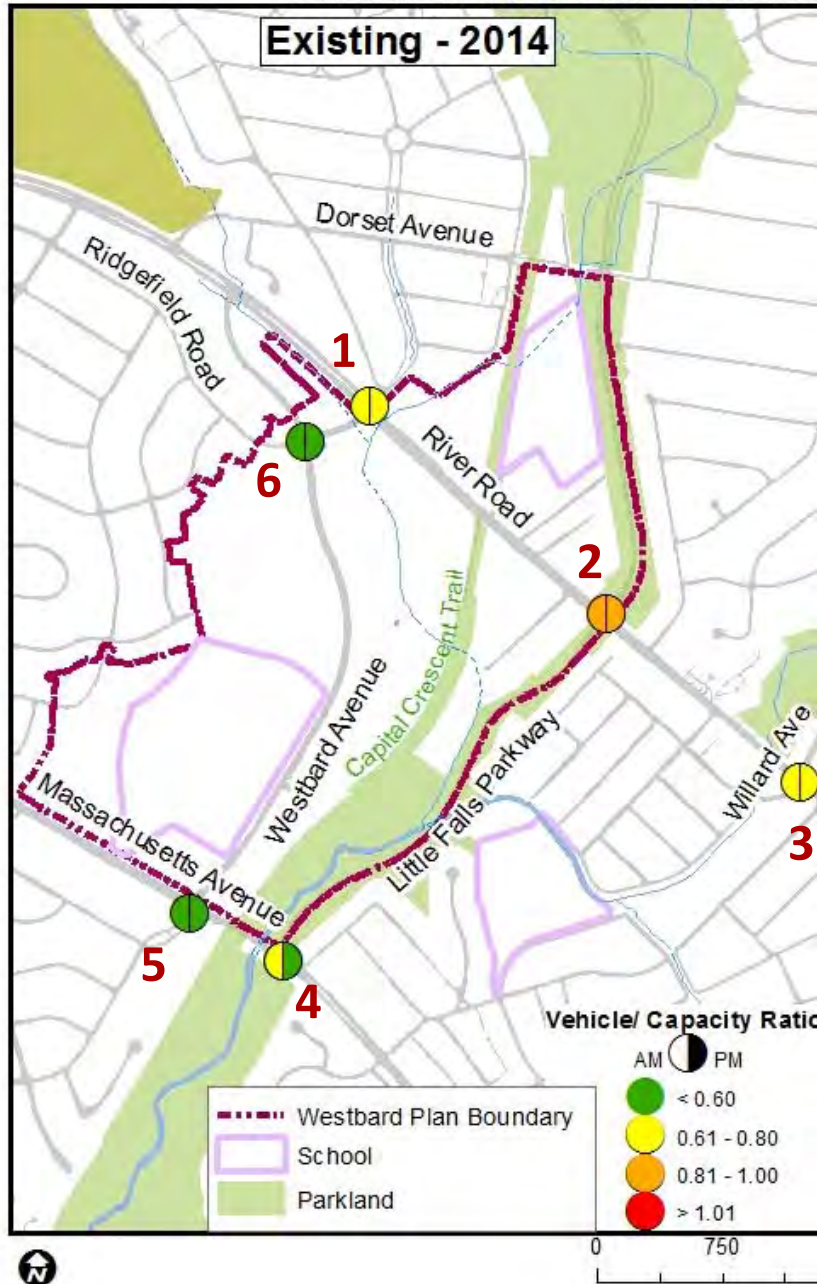 Existing - 2014
Dorset Avenue
Ridgefield Road
1
River Road
6
2
Capital Crescent Trail
Westbard Avenue
Willard Ave
Massachusetts Avenue
Little Falls Parkway
3
5
4
Vehicle/ Capacity Ratio
AM PM
< 0.60
0.61 - 0.80
0.81 - 1.00
> 1.01
Westbard Plan Boundary
School
Parkland
N
0 750